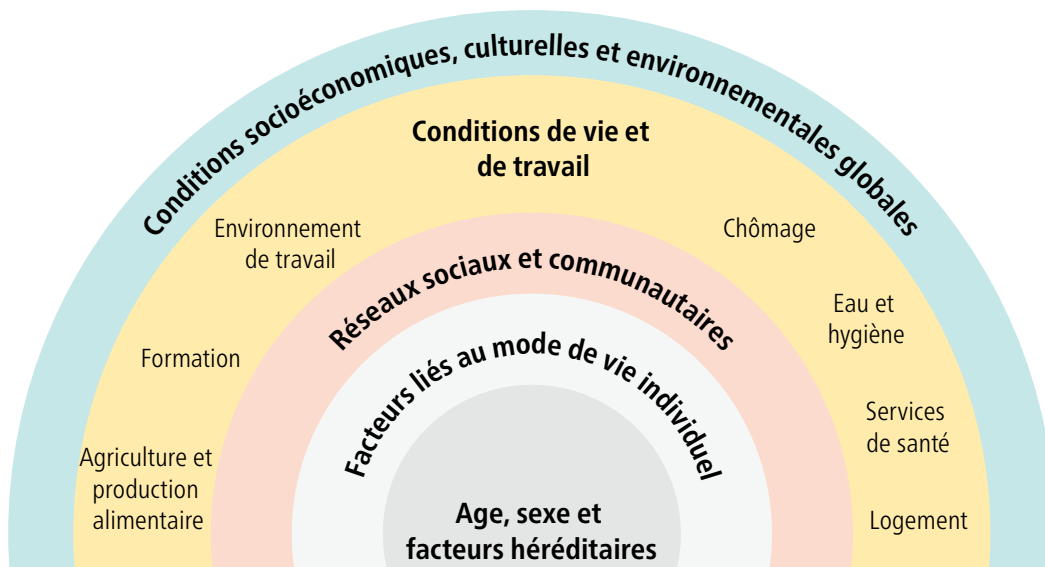 Conditions socioéconomiques, culturelles et environnementales globales
Conditions de vie et
de travail
Environnement
de travail
Chômage
Réseaux sociaux et communautaires
Eau et
hygiène
Formation
Facteurs liés au mode de vie individuel
Services
de santé
Agriculture et
production
alimentaire
Logement
Age, sexe et
facteurs héréditaires